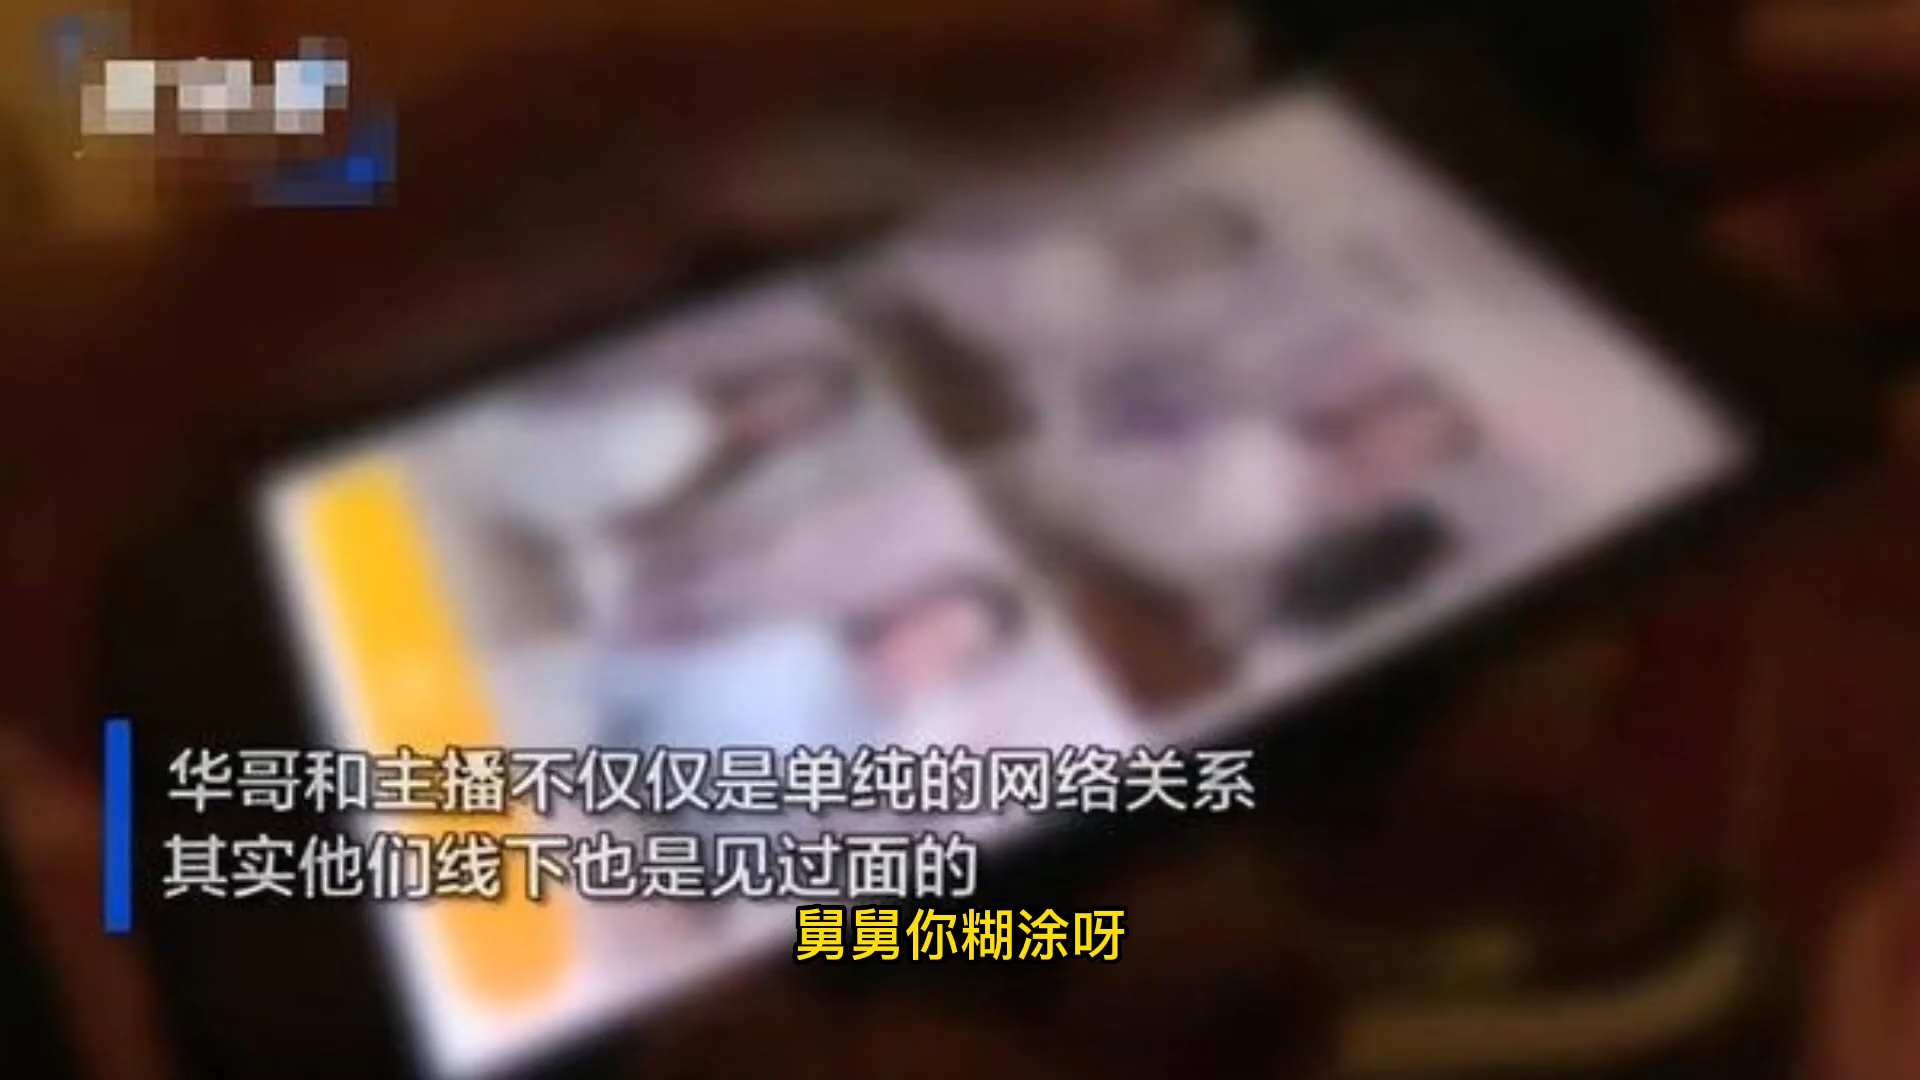 华哥和主播不仅仅是单纯的网络关系
其实他们线下也是见过面的
舅舅你糊涂呀